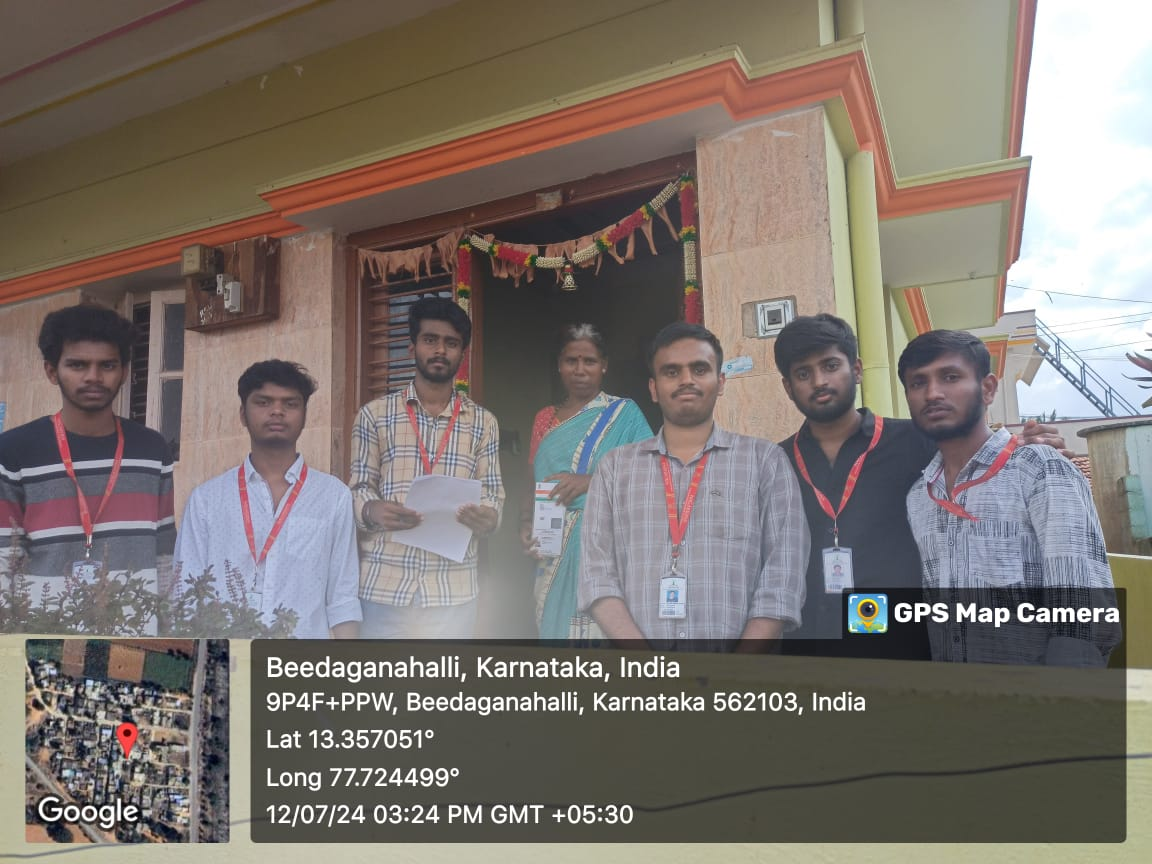 GPS Map Camera
Beedaganahalli, Karnataka, India
9P4F+PPW, Beedaganahalli, Karnataka 562103, India
Lat 13.357051°
Long 77.724499°
12/07/24 03:24 PM GMT +05:30
Google